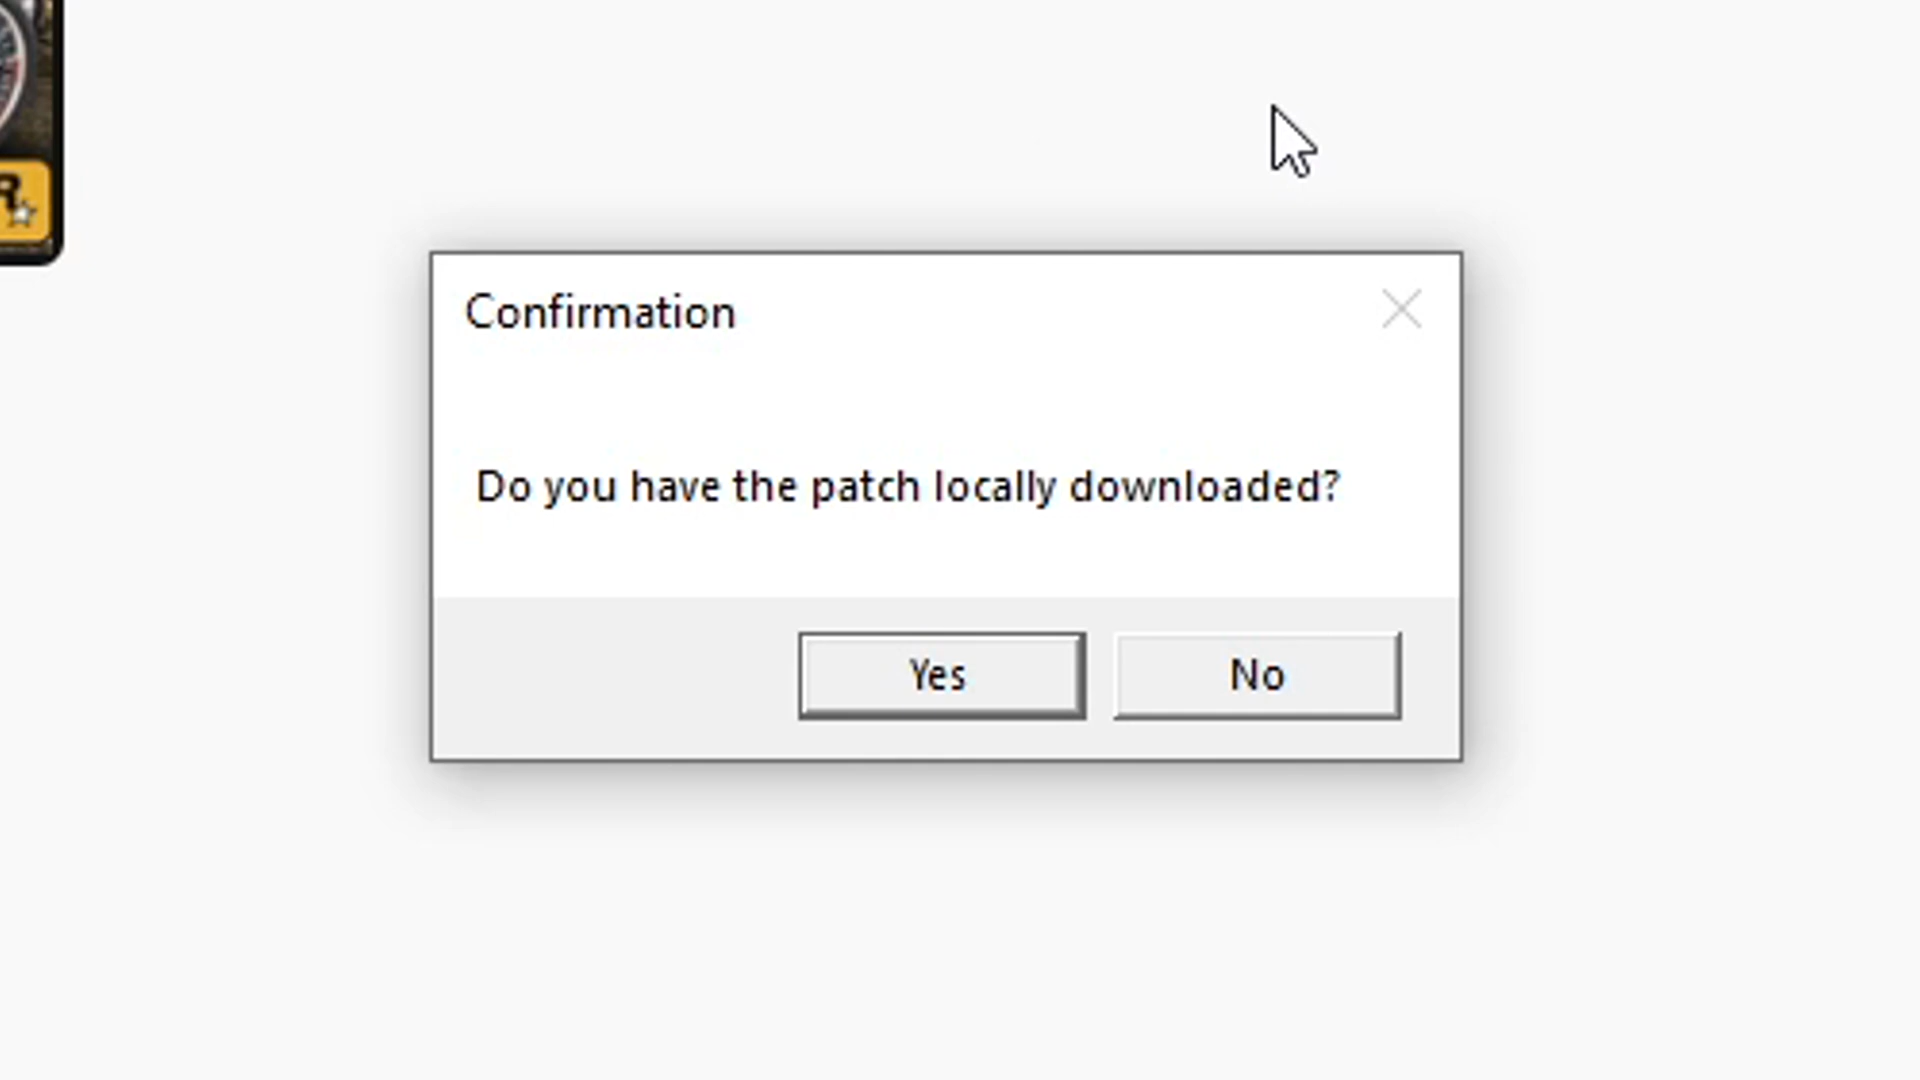 R
Confirmation
Do you have the patch locally downloaded?
Yes
No